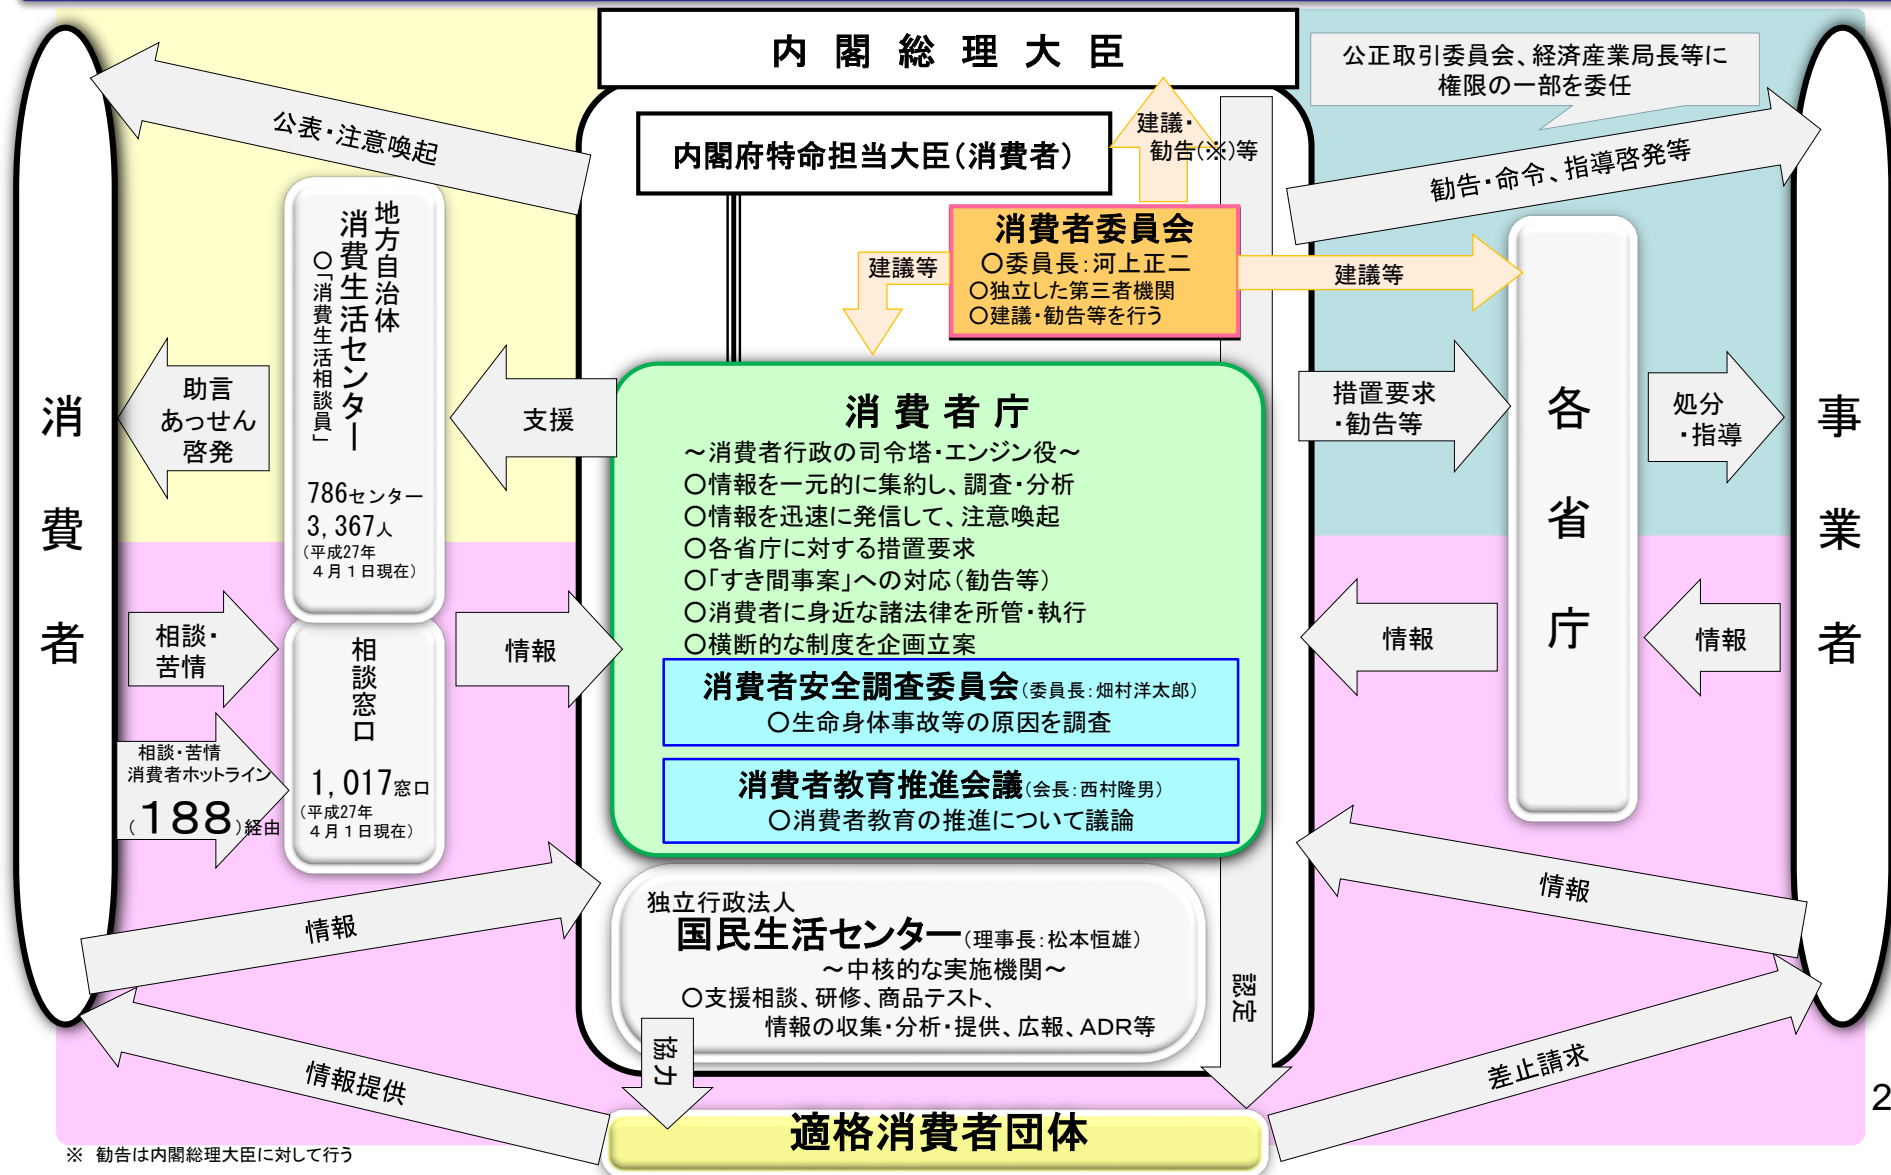 内閣総理大臣
公正取引委員会、経済産業局長等に
権限の一部を委任
公表・注意喚起
内閣府特命担当大臣(消費者)
建議・
勧告(※)等
勧告・命令、指導啓発等
消費者委員会
○委員長:河上正二
○独立した第三者機関
○建議・勧告等を行う
建議等
建議等
消費者
地方自治体
消費生活センター
○「消費生活相談員」
786センター
3,367人
(平成27年
4月1日現在)
助言
あっせん
啓発
支援
消費者庁
~消費者行政の司令塔・エンジン役~
○情報を一元的に集約し、調査・分析
○情報を迅速に発信して、注意喚起
○各省庁に対する措置要求
○「すき間事案」への対応(勧告等)
○消費者に身近な諸法律を所管・執行
○横断的な制度を企画立案
消費者安全調査委員会(委員長:畑村洋太郎)
○生命身体事故等の原因を調査
消費者教育推進会議(会長:西村隆男)
○消費者教育の推進について議論
措置要求
・勧告等
各省庁
処分
・指導
事業者
相談・
苦情
相談窓口
1,017窓口
(平成27年
4月1日現在)
情報
情報
情報
相談・苦情
消費者ホットライン
(188)経由
情報
情報
独立行政法人
国民生活センター(理事長:松本恒雄)
~中核的な実施機関~
○支援相談、研修、商品テスト、
情報の収集・分析・提供、広報、ADR等
認定
協力
情報提供
差止請求
適格消費者団体
2
※ 勧告は内閣総理大臣に対して行う